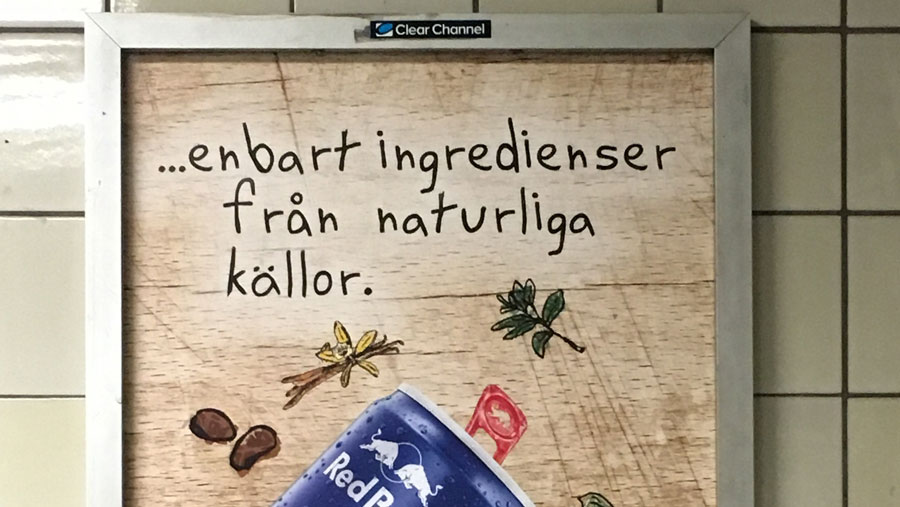 Clear Channel
...enbart ingredienser
från naturliga
källor.
Red